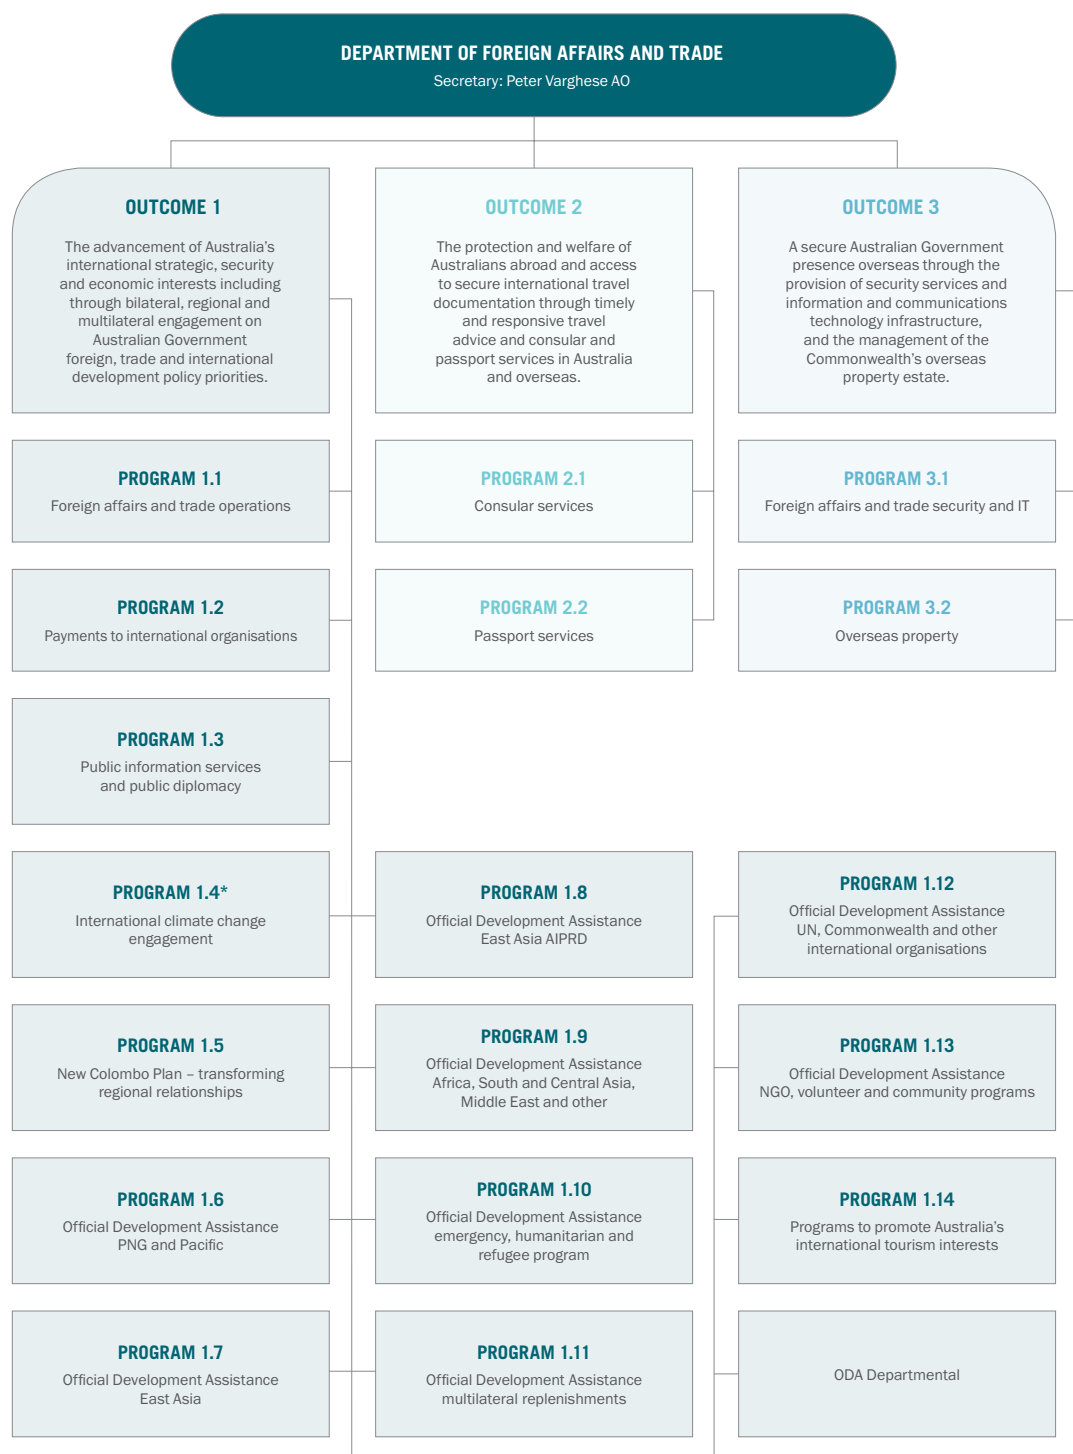 DEPARTMENT OF FOREIGN AFFAIRS AND TRADE
Secretary: Peter Varghese AO
OUTCOME 1
The advancement of Australia's
international strategic, security
and economic interests including
through bilateral, regional and
multilateral engagement on
Australian Government
foreign, trade and international
development policy priorities.
OUTCOME 2
The protection and welfare of
Australians abroad and access
to secure international travel
documentation through timely
and responsive travel
advice and consular and
passport services in Australia
and overseas.
OUTCOME 3
A secure Australian Government
presence overseas through the
provision of security services and
information and communications
technology infrastructure,
and the management of the
Commonwealth's overseas
property estate.
PROGRAM 1.1
Foreign affairs and trade operations
PROGRAM 2.1
Consular services
PROGRAM 3.1
Foreign affairs and trade security and IT
PROGRAM 1.2
Payments to international organisations
PROGRAM 2.2
Passport services
PROGRAM 3.2
Overseas property
PROGRAM 1.3
Public information services
and public diplomacy
PROGRAM 1.4*
International climate change
engagement
PROGRAM 1.8
Official Development Assistance
East Asia AIPRD
PROGRAM 1.12
Official Development Assistance
UN, Commonwealth and other
international organisations
PROGRAM 1.5
New Colombo Plan – transforming
regional relationships
PROGRAM 1.9
Official Development Assistance
Africa, South and Central Asia,
Middle East and other
PROGRAM 1.13
Official Development Assistance
NGO, volunteer and community programs
PROGRAM 1.6
Official Development Assistance
PNG and Pacific
PROGRAM 1.10
Official Development Assistance
emergency, humanitarian and
refugee program
PROGRAM 1.14
Programs to promote Australia's
international tourism interests
PROGRAM 1.7
Official Development Assistance
East Asia
PROGRAM 1.11
Official Development Assistance
multilateral replenishments
ODA Departmental